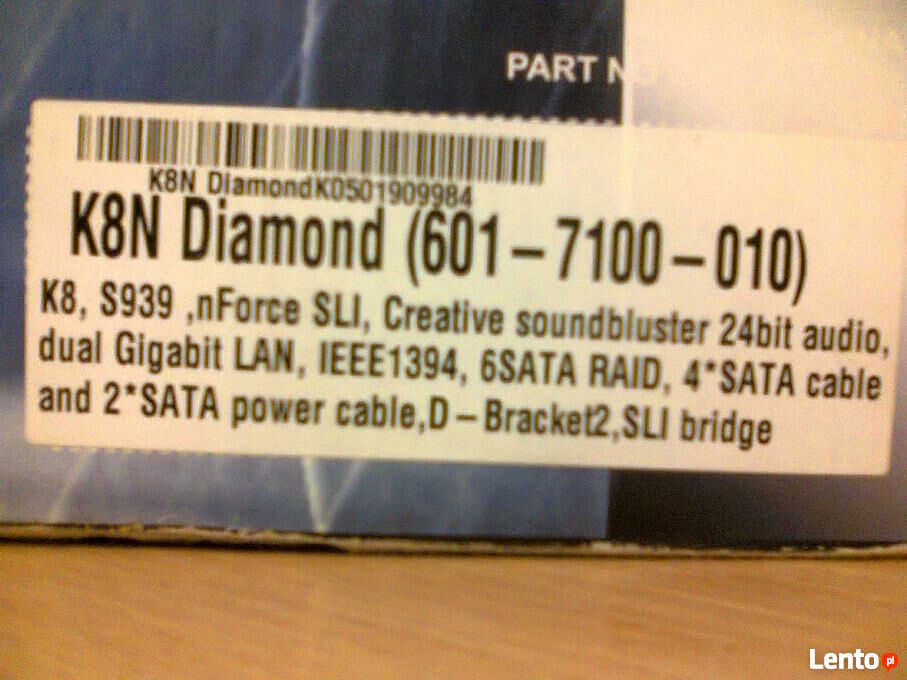 PART NO
K8N DiamondK0501909984
K8N Diamond (601-7100-010)
K8, S939 ,nForce SLI, Creative soundbluster 24bit audio,
dual Gigabit LAN, IEEE1394, 6SATA RAID, 4*SATA cable
and 2*SATA power cable,D-Bracket2,SLI bridge
Lento pl